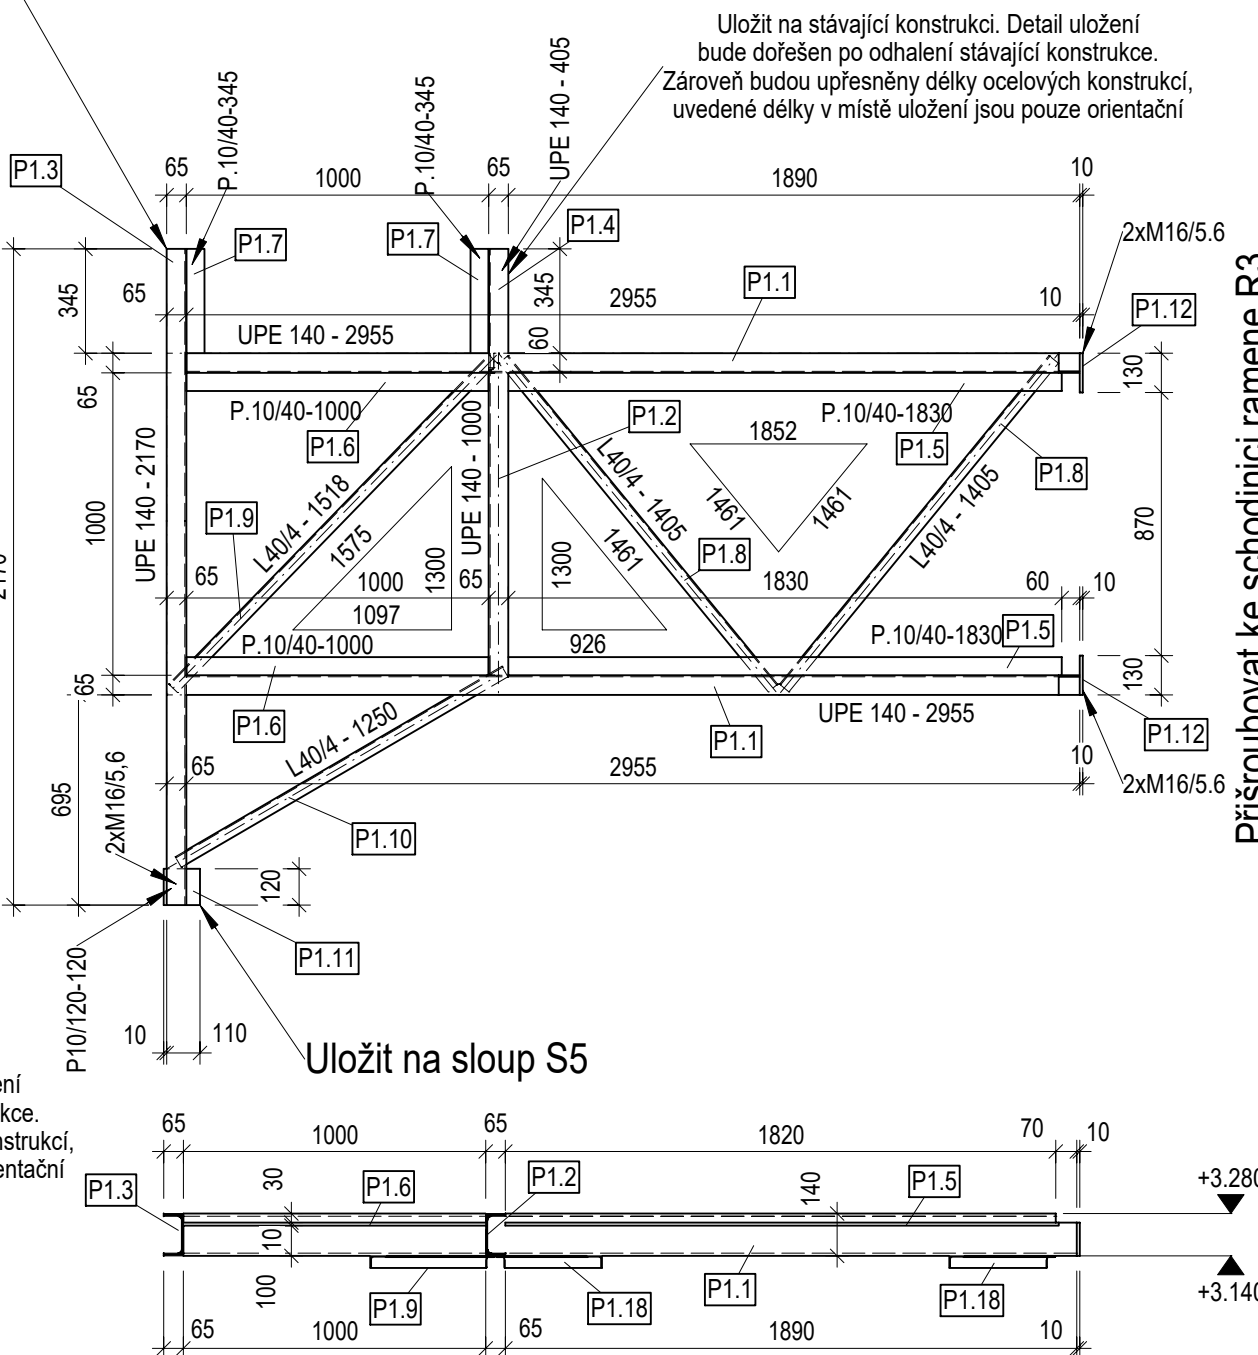 Uložit na stávající konstrukci. Detail uložení
bude dořešen po odhalení stávající konstrukce.
Zároveň budou upřesněny délky ocelových konstrukcí,
uvedené délky v místě uložení jsou pouze orientační
P.10/40-345
P.10/40-345
UPE 140 - 405
P1.3
65
1000
65
1890
10
P1.7
P1.7
P1.4
2xM16/5.6
345
65
345
2955
P1.1
10
P1.12
UPE 140 - 2955
60
130
65
P.10/40-1000
P1.6
UPE 140 - 1000
P1.2
1852
P.10/40-1830
P1.5
P1.8
UPE 140 - 2170
1000
P1.9
L40/4 - 1518
1575
1300
1097
1300
1461
926
L40/4 - 1405
P1.8
1461
1461
L40/4 - 1405
870
Přišroubovat ke schodinici ramene R3
65
1000
65
1830
60
10
P.10/40-1000
P.10/40-1830
P1.5
65
P1.6
130
L40/4 - 1250
P1.1
UPE 140 - 2955
P1.12
65
2955
10
2xM16/5.6
695
2xM16/5,6
P1.10
120
P10/120-120
P1.11
10
110
Uložit na sloup S5
65
1000
65
1820
70
10
P1.3
30
P1.6
P1.2
140
P1.5
+3.280
10
100
P1.9
P1.18
P1.1
P1.18
+3.140
65
1000
65
1890
10